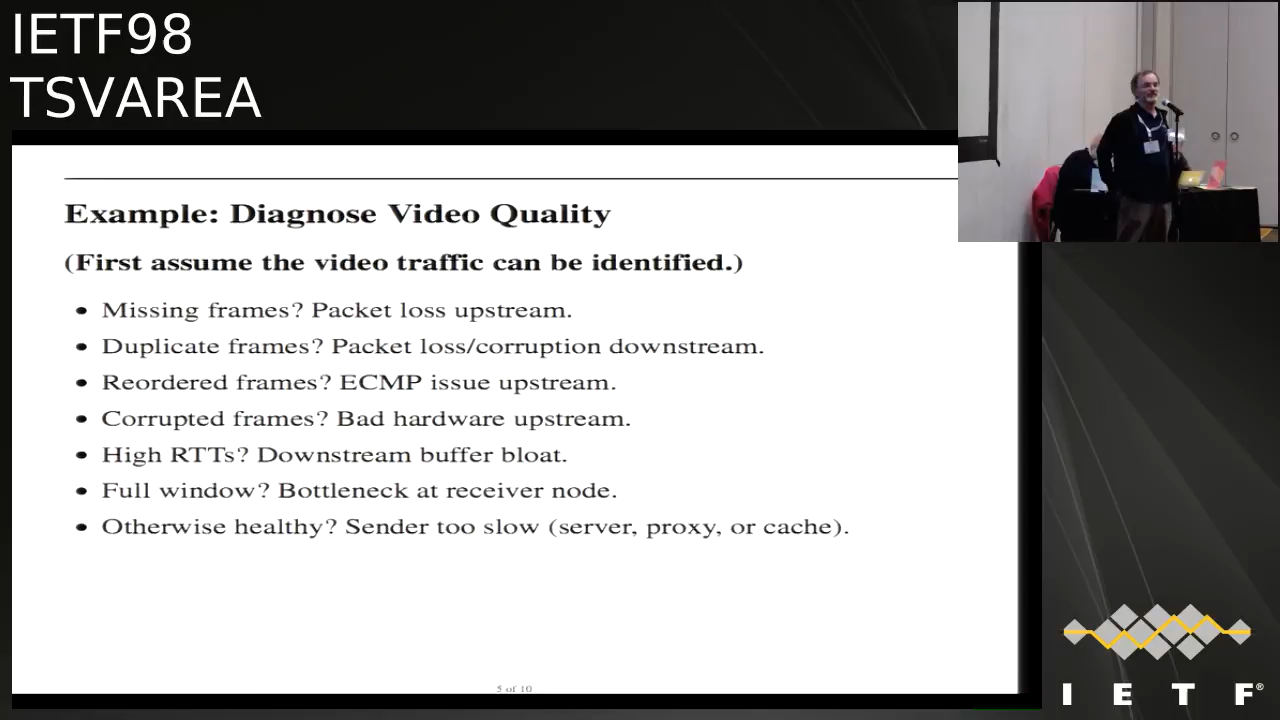 IETF98
TSVAREA
Example: Diagnose Video Quality
(First assume the video traffic can be identified.)
• Missing frames? Packet loss upstream.
• Duplicate frames? Packet loss/corruption downstream.
• Reordered frames? ECMP issue upstream.
• Corrupted frames? Bad hardware upstream.
• High RTTs? Downstream buffer bloat.
• Full window? Bottleneck at receiver node.
• Otherwise healthy? Sender too slow (server, proxy, or cache).
5 of 10
I E T F®